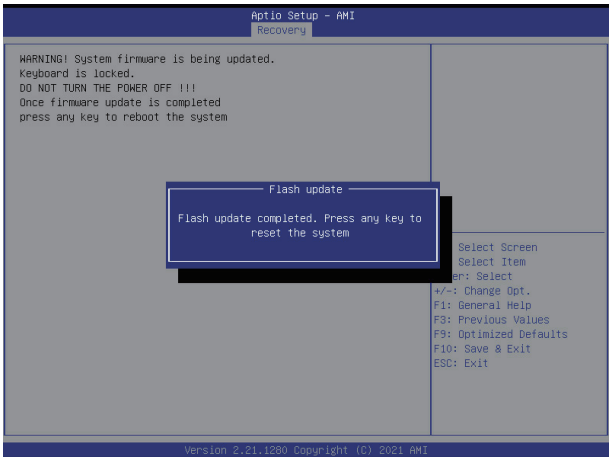 Aptio Setup - AMI
Recovery
WARNING! System firmware is being updated.
Keyboard is locked.
DO NOT TURN THE POWER OFF !!!
Once firmware update is completed
press any key to reboot the system
Flash update
Flash update completed. Press any key to
reset the system
Select Screen
Select Item
er: Select
+/-: Change Opt.
F1: General Help
F3: Previous Values
F9: Optimized Defaults
F10: Save & Exit
ESC: Exit
Version 2.21.1280 Copyright (C) 2021 AMI